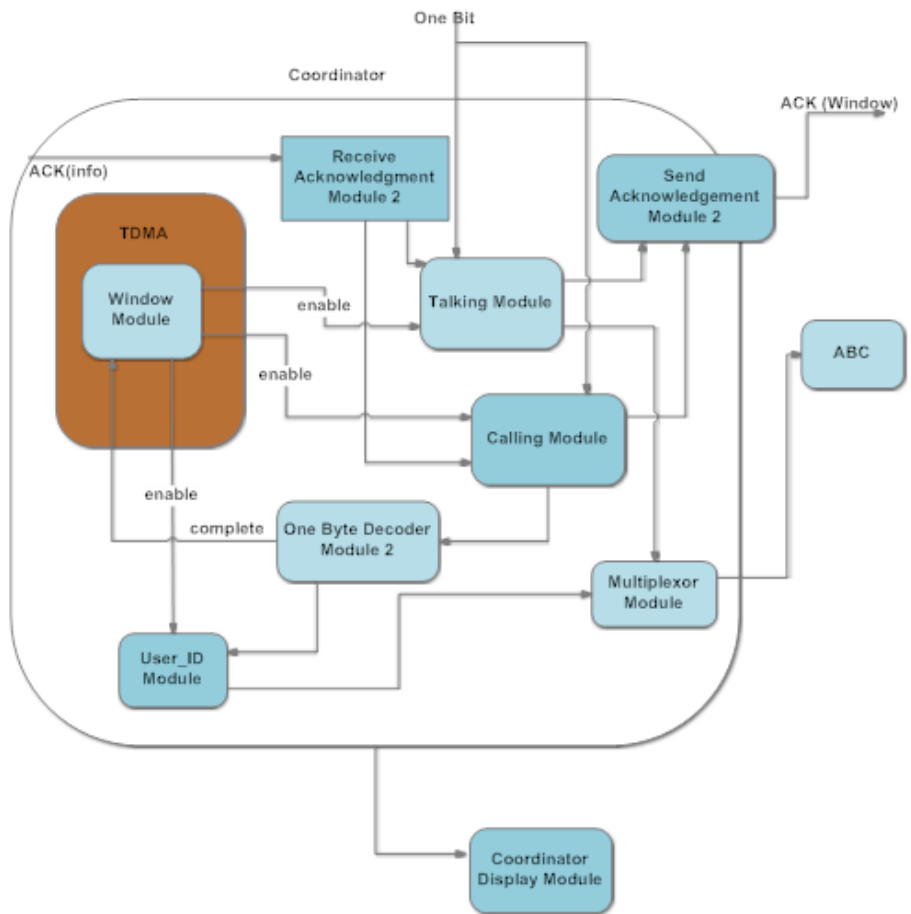 One Bit
Coordinator
ACK (Window)
ACK(info)
Receive
Acknowledgment
Module 2
Send
Acknowledgement
Module 2
TDMA
Window
Module
enable
Talking Module
ABC
enable
Calling Module
enable
complete
One Byte Decoder
Module 2
Multiplexor
Module
User_ID
Module
Coordinator
Display Module